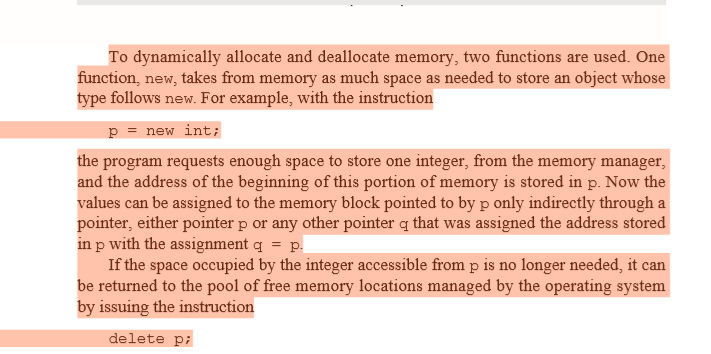 To dynamically allocate and deallocate memory, two functions are used. One
function, new, takes from memory as much space as needed to store an object whose
type follows new. For example, with the instruction
p = new int;
the program requests enough space to store one integer, from the memory manager,
and the address of the beginning of this portion of memory is stored in p. Now the
values can be assigned to the memory block pointed to by p only indirectly through a
pointer, either pointer p or any other pointer q that was assigned the address stored
in p with the assignment q = p.
If the space occupied by the integer accessible from p is no longer needed, it can
be returned to the pool of free memory locations managed by the operating system
by issuing the instruction
delete p;